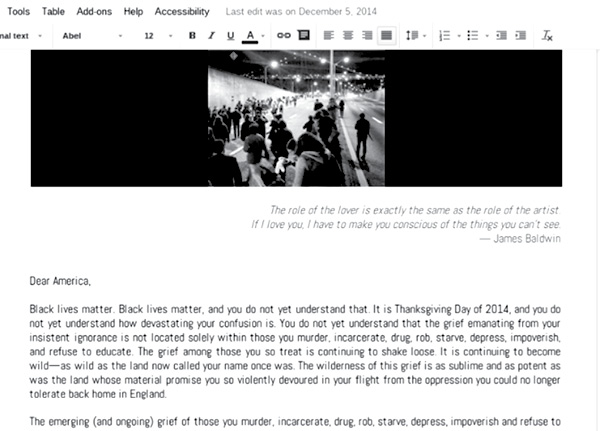 Tools Table Add-ons Help Accessibility Last edit was on December 5, 2014
nal text Abel 12 B I U A
The role of the lover is exactly the same as the role of the artist.
If I love you, I have to make you conscious of the things you can't see.
— James Baldwin
Dear America,
Black lives matter. Black lives matter, and you do not yet understand that. It is Thanksgiving Day of 2014, and you do
not yet understand how devastating your confusion is. You do not yet understand that the grief emanating from your
insistent ignorance is not located solely within those you murder, incarcerate, drug, rob, starve, depress, impoverish,
and refuse to educate. The grief among those you so treat is continuing to shake loose. It is continuing to become
wild—as wild as the land now called your name once was. The wilderness of this grief is as sublime and as potent as
was the land whose material promise you so violently devoured in your flight from the oppression you could no longer
tolerate back home in England.
The emerging (and ongoing) grief of those you murder, incarcerate, drug, rob, starve, depress, impoverish and refuse to